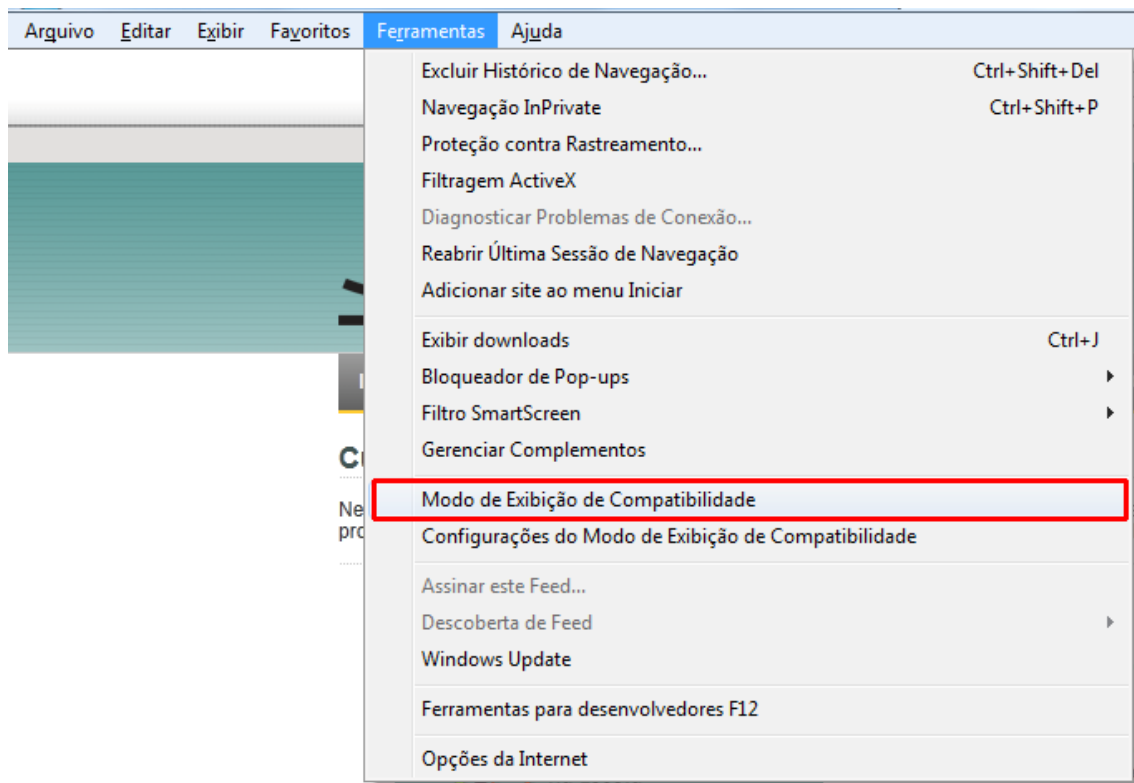 Arquivo Editar Exibir Favoritos Ferramentas Ajuda
Excluir Histórico de Navegação... Ctrl+Shift+Del
Navegação InPrivate Ctrl+Shift+P
Proteção contra Rastreamento...
Filtragem ActiveX
Diagnosticar Problemas de Conexão...
Reabrir Última Sessão de Navegação
Adicionar site ao menu Iniciar
Exibir downloads Ctrl+J
Bloqueador de Pop-ups
Filtro SmartScreen
Gerenciar Complementos
Modo de Exibição de Compatibilidade
Configurações do Modo de Exibição de Compatibilidade
Assinar este Feed...
Descoberta de Feed
Windows Update
Ferramentas para desenvolvedores F12
Opções da Internet